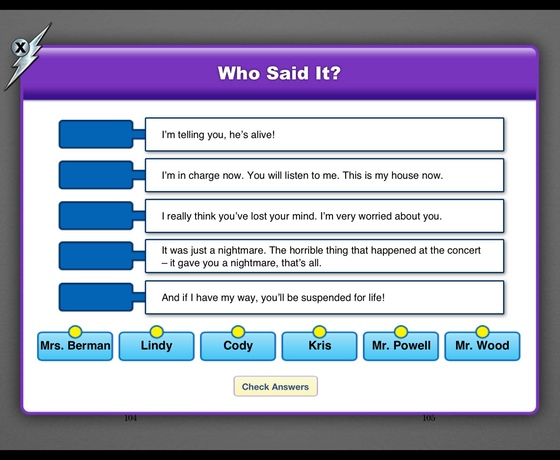 X
Who Said It?
I'm telling you, he's alive!
I'm in charge now. You will listen to me. This is my house now.
I really think you've lost your mind. I'm very worried about you.
It was just a nightmare. The horrible thing that happened at the concert
– it gave you a nightmare, that's all.
And if I have my way, you'll be suspended for life!
Mrs. Berman Lindy Cody Kris Mr. Powell Mr. Wood
Check Answers
104 105